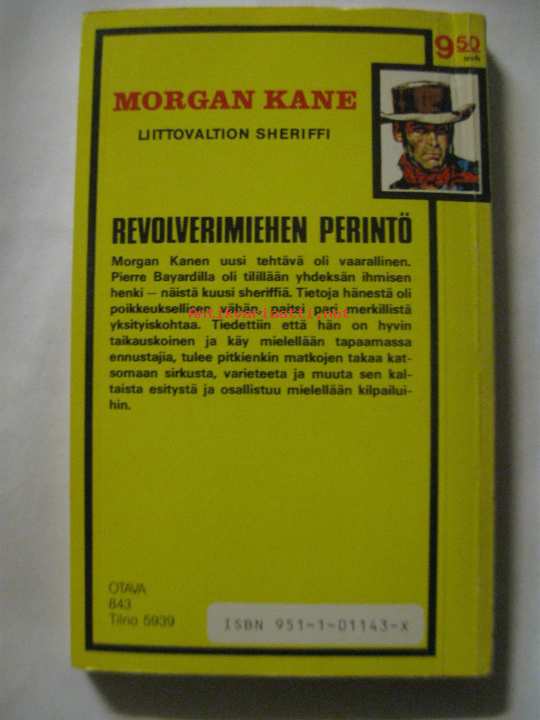 9 50
mk
MORGAN KANE
LIITTOVALTION SHERIFFI
REVOLVERIMIEHEN PERINTÖ
Morgan Kanen uusi tehtävä oli vaarallinen.
Pierre Bayardilla oli tilillään yhdeksän ihmisen
henki — näistä kuusi sheriffiä. Tietoja hänestä oli
poikkeuksellisen vähän, paitsi pari merkillistä
antikvariaatti.net
yksityiskohtaa. Tiedettiin että hän on hyvin
taikauskoinen ja käy mielellään tapaamassa
ennustajia, tulee pitkienkin matkojen takaa kat-
somaan sirkusta, varieteeta ja muuta sen kal-
taista esitystä ja osallistuu mielellään kilpailui-
hin.
OTAVA
843
Tilno 5939
ISBN 951-1-01143-X